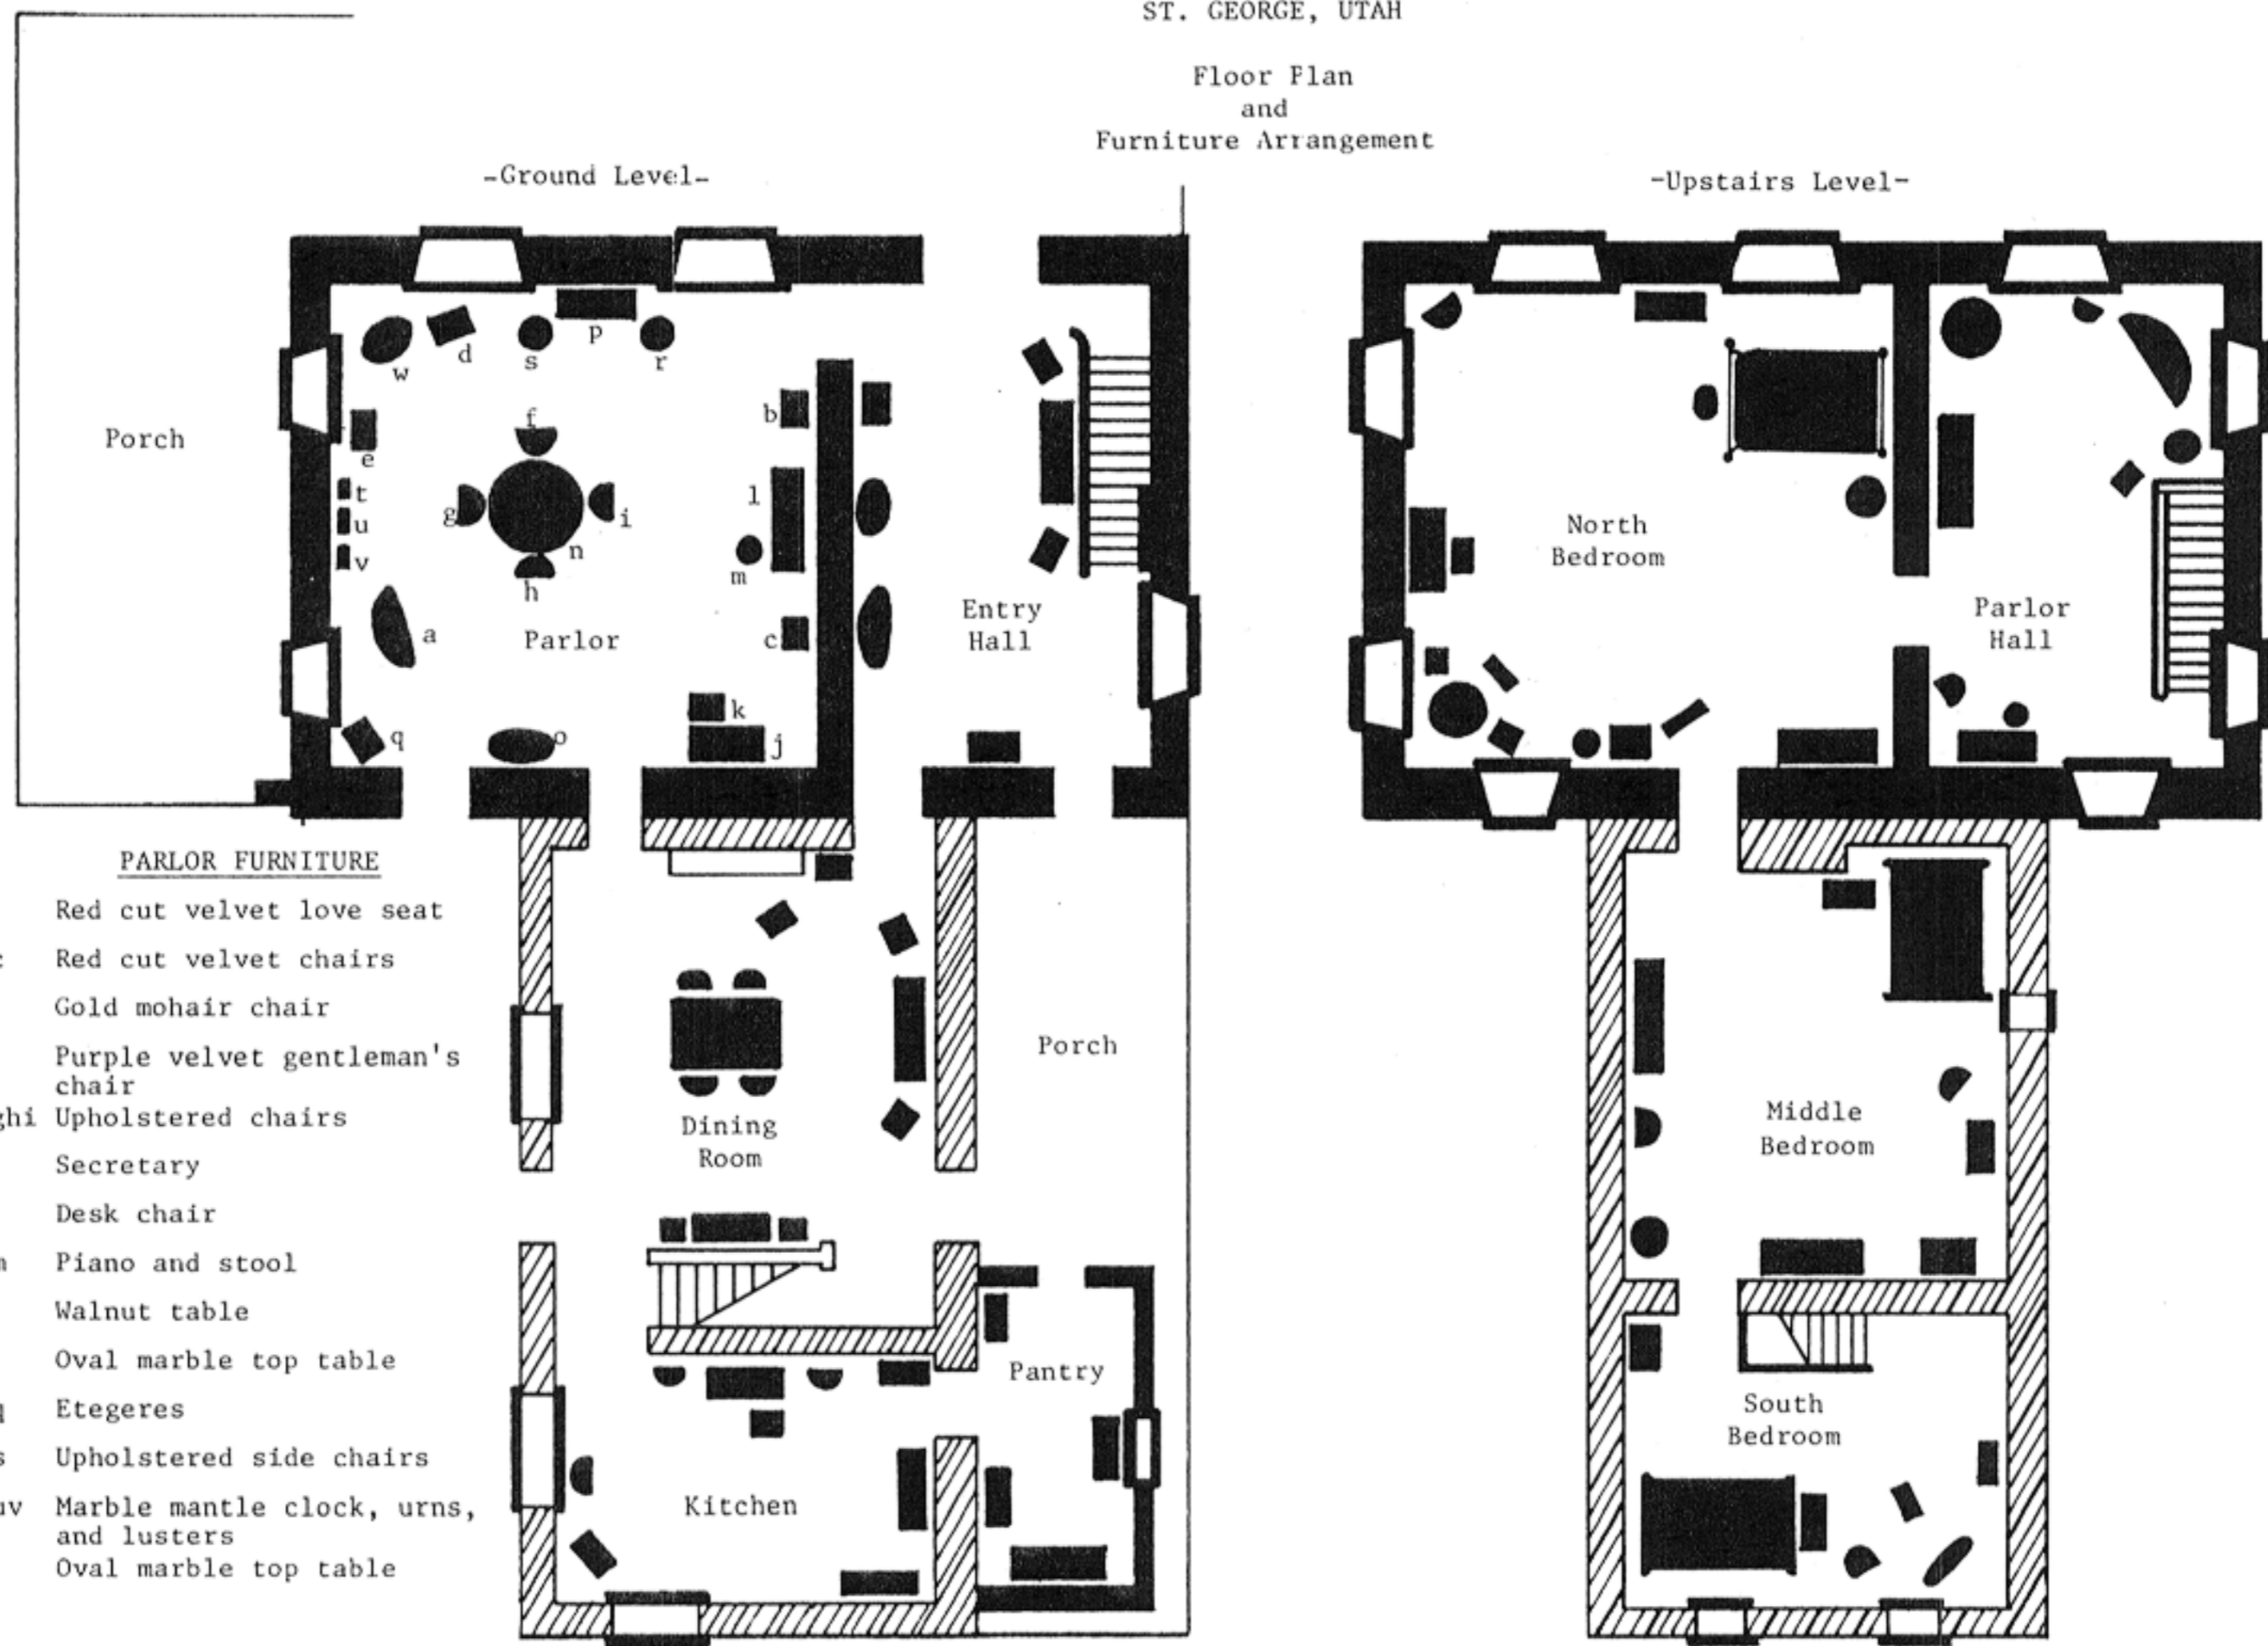 ST. GEORGE, UTAH
Floor Plan
and
Furniture Arrangement
-Ground Level-
-Upstairs Level-
w
d
s
p
r
b
f
Porch
e
t
l
g
i
u
n
v
m
h
a
Parlor
c
Entry
Hall
k
q
o
j
North
Bedroom
Parlor
Hall
PARLOR FURNITURE
Red cut velvet love seat
c Red cut velvet chairs
Gold mohair chair
Purple velvet gentleman's
chair
ghi Upholstered chairs
Secretary
Desk chair
m Piano and stool
Walnut table
Oval marble top table
q Etegeres
s Upholstered side chairs
uv Marble mantle clock, urns,
and lusters
Oval marble top table
Porch
Dining
Room
Pantry
Kitchen
Middle
Bedroom
South
Bedroom